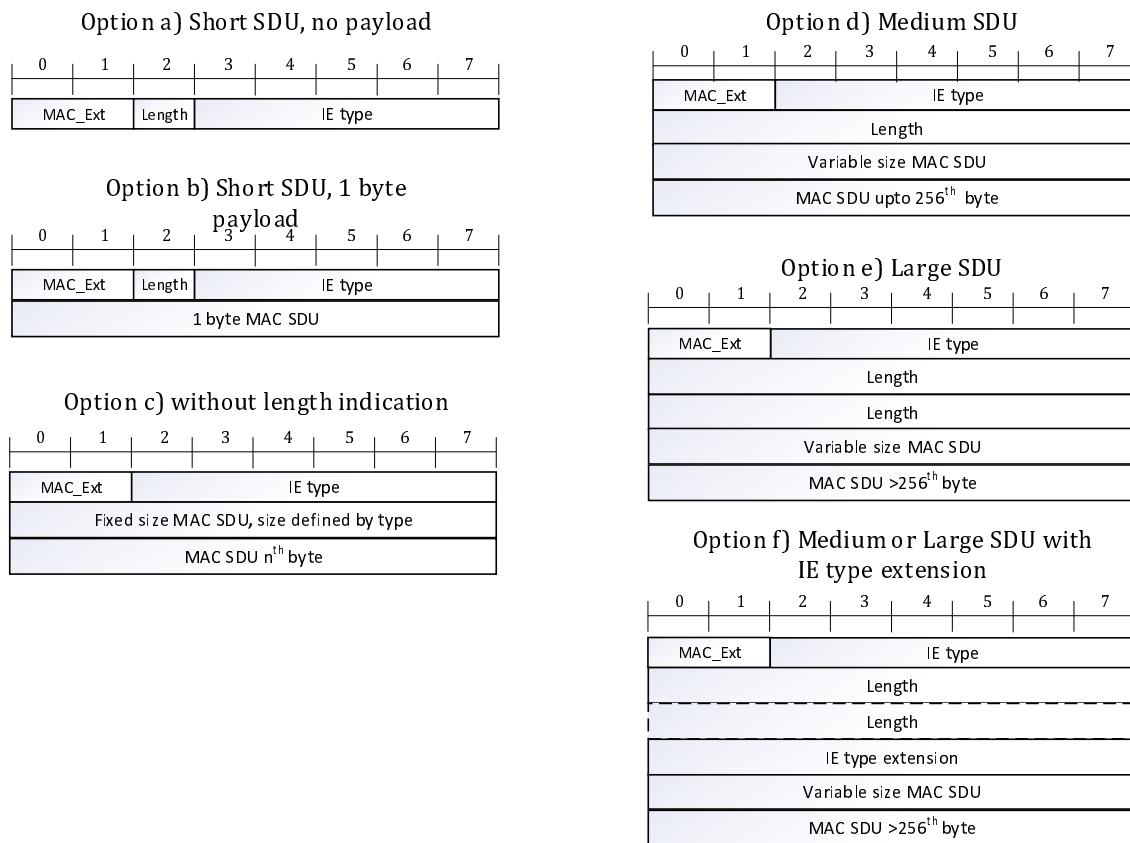 Option a) Short SDU, no payload
0 1 2 3 4 5 6 7
MAC_Ext Length IE type
Option b) Short SDU, 1 byte
payload
0 1 2 3 4 5 6 7
MAC_Ext Length IE type
1 byte MAC SDU
Option c) without length indication
0 1 2 3 4 5 6 7
MAC_Ext IE type
Fixed size MAC SDU, size defined by type
MAC SDU nth byte
Option d) Medium SDU
0 1 2 3 4 5 6 7
MAC_Ext IE type
Length
Variable size MAC SDU
MAC SDU upto 256th byte
Option e) Large SDU
0 1 2 3 4 5 6 7
MAC_Ext IE type
Length
Length
Variable size MAC SDU
MAC SDU >256th byte
Option f) Medium or Large SDU with
IE type extension
0 1 2 3 4 5 6 7
MAC_Ext IE type
Length
Length
IE type extension
Variable size MAC SDU
MAC SDU >256th byte